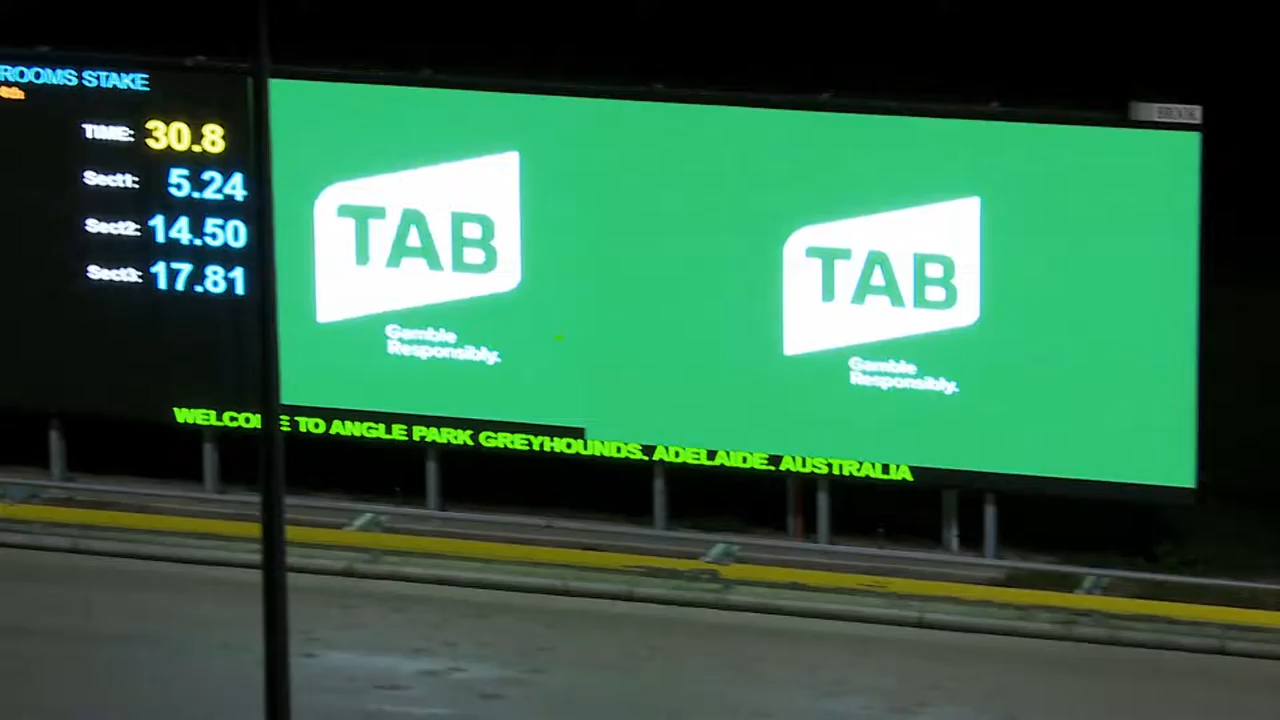 ROOMS STAKE
TIME: 30.8
Sect1: 5.24
Sect2: 14.50
Sect3: 17.81
TAB
Gamble
Responsibly.
TAB
Gamble
Responsibly.
WELCOME TO ANGLE PARK GREYHOUNDS. ADELAIDE. AUSTRALIA